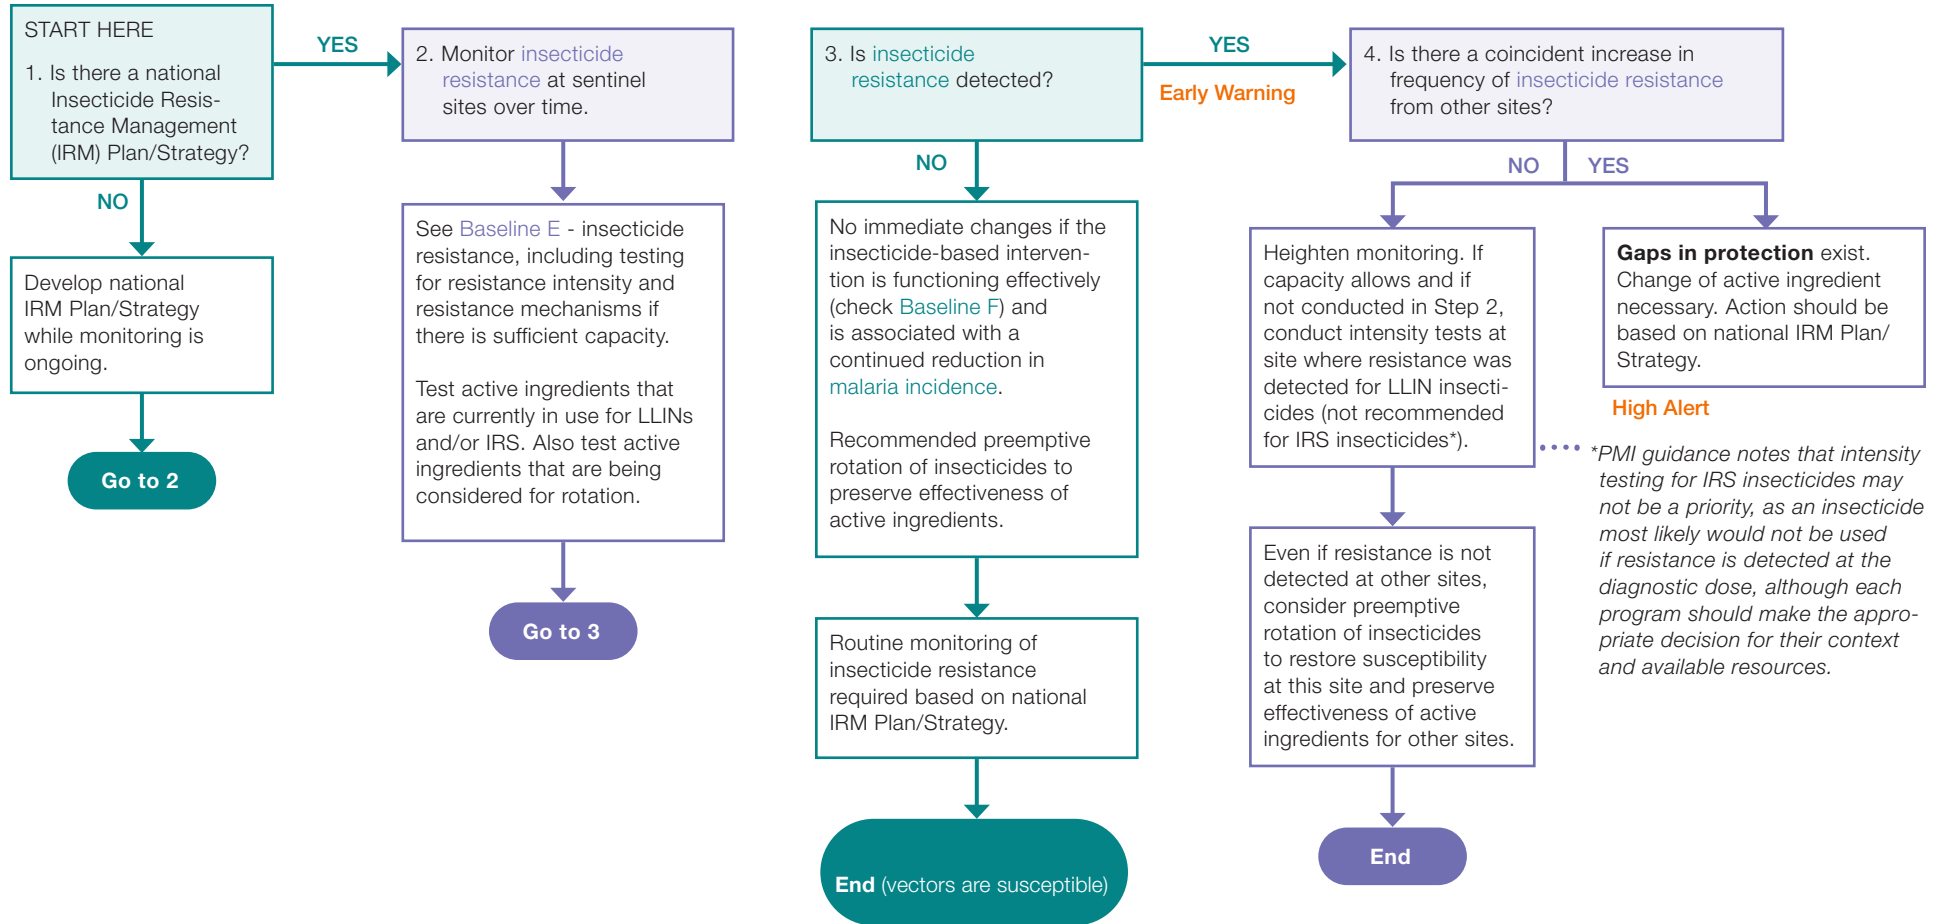 START HERE
1. Is there a national
Insecticide Resis-
tance Management
(IRM) Plan/Strategy?
YES
NO
Develop national
IRM Plan/Strategy
while monitoring is
ongoing.
Go to 2
2. Monitor insecticide
resistance at sentinel
sites over time.
See Baseline E - insecticide
resistance, including testing
for resistance intensity and
resistance mechanisms if
there is sufficient capacity.
Test active ingredients that
are currently in use for LLINs
and/or IRS. Also test active
ingredients that are being
considered for rotation.
Go to 3
3. Is insecticide
resistance detected?
YES
Early Warning
NO
No immediate changes if the
insecticide-based interven-
tion is functioning effectively
(check Baseline F) and
is associated with a
continued reduction in
malaria incidence.
Recommended preemptive
rotation of insecticides to
preserve effectiveness of
active ingredients.
Routine monitoring of
insecticide resistance
required based on national
IRM Plan/Strategy.
End (vectors are susceptible)
4. Is there a coincident increase in
frequency of insecticide resistance
from other sites?
NO
YES
Heighten monitoring. If
capacity allows and if
not conducted in Step 2,
conduct intensity tests at
site where resistance was
detected for LLIN insecti-
cides (not recommended
for IRS insecticides*).
Even if resistance is not
detected at other sites,
consider preemptive
rotation of insecticides
to restore susceptibility
at this site and preserve
effectiveness of active
ingredients for other sites.
End
Gaps in protection exist.
Change of active ingredient
necessary. Action should be
based on national IRM Plan/
Strategy.
High Alert
*PMI guidance notes that intensity
testing for IRS insecticides may
not be a priority, as an insecticide
most likely would not be used
if resistance is detected at the
diagnostic dose, although each
program should make the appro-
priate decision for their context
and available resources.